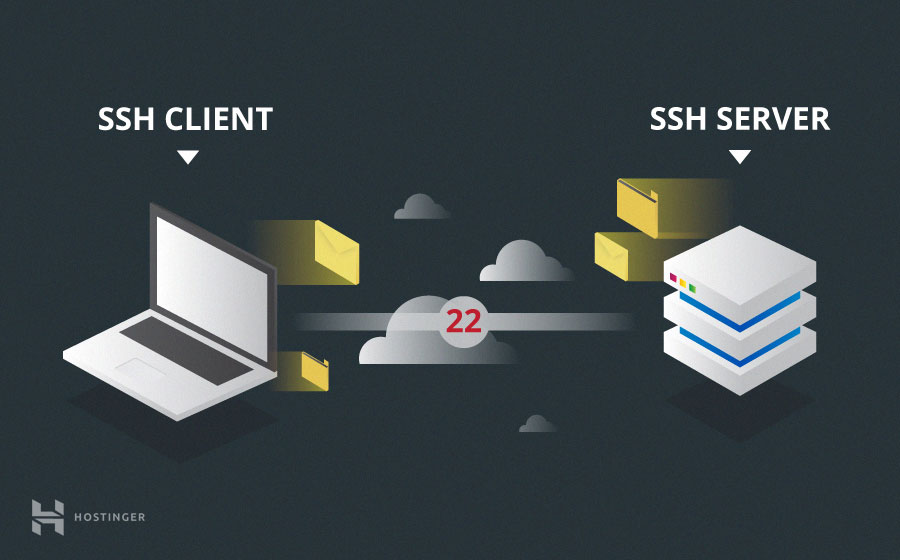 SSH CLIENT
SSH SERVER
22
HOSTINGER